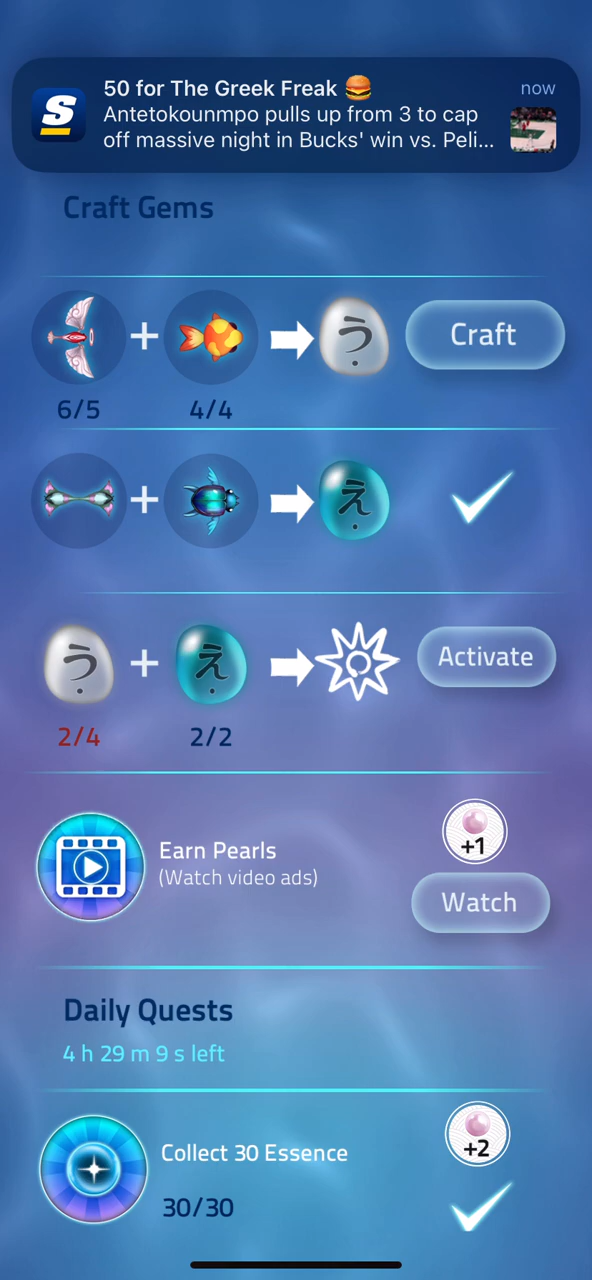 S
50 for The Greek Freak 🍔
now
Antetokounmpo pulls up from 3 to cap
off massive night in Bucks' win vs. Peli...
Craft Gems
+
う
Craft
6/5
4/4
+
え
う
+
え
Activate
2/4
2/2
Earn Pearls
(Watch video ads)
+1
Watch
Daily Quests
4 h 29 m 9 s left
+2
Collect 30 Essence
30/30